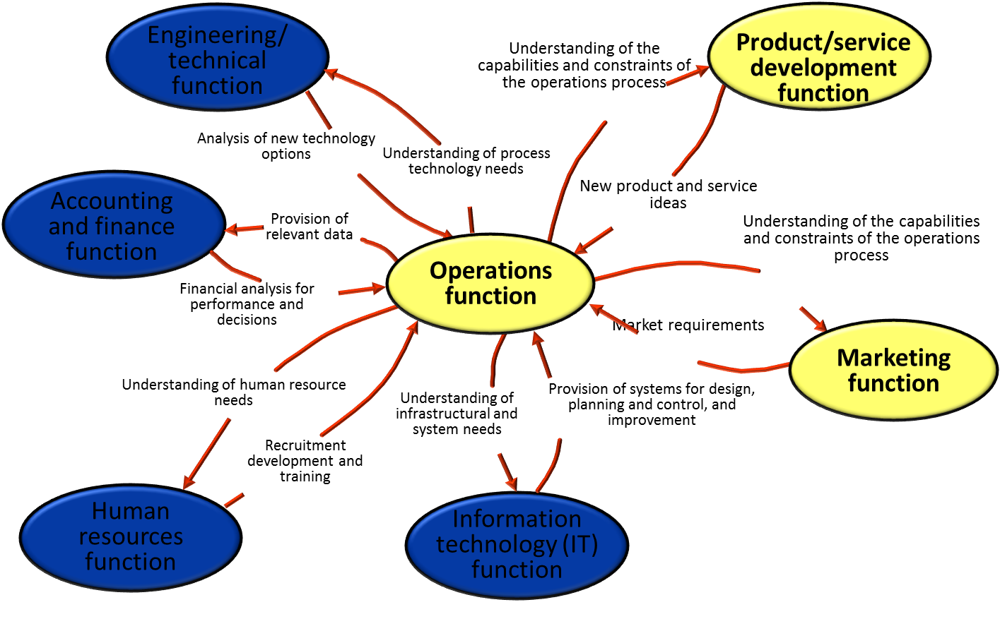 Engineering/
technical
function
Understanding of the
capabilities and constraints of
the operations process
Product/service
development
function
Analysis of new technology
options
Understanding of process
technology needs
New product and service
ideas
Accounting
and finance
function
Provision of
relevant data
Understanding of the capabilities
and constraints of the operations
process
Operations
function
Financial analysis for
performance and
decisions
Market requirements
Marketing
function
Understanding of human resource
needs
Understanding of
infrastructural and
system needs
Provision of systems for design,
planning and control, and
improvement
Recruitment
development and
training
Human
resources
function
Information
technology (IT)
function